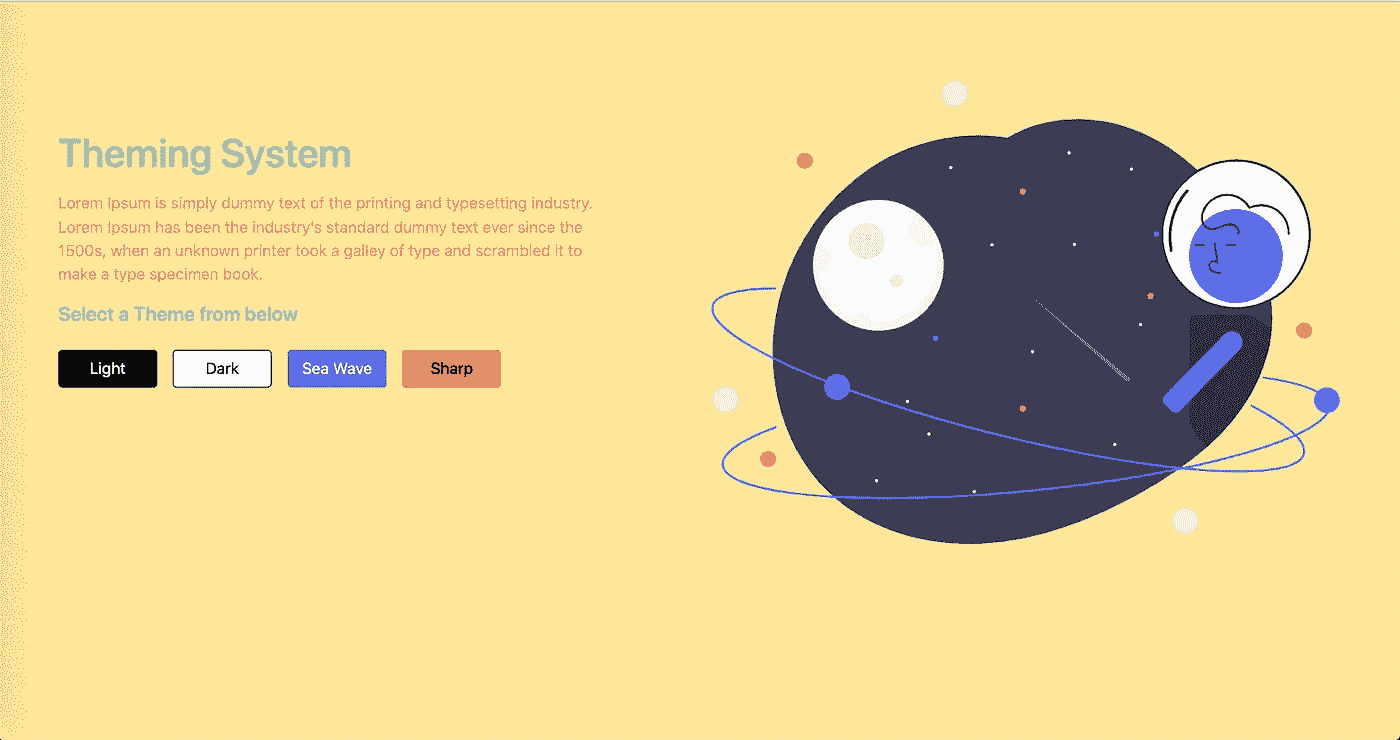 Theming System
Lorem Ipsum is simply dummy text of the printing and typesetting industry.
Lorem Ipsum has been the industry's standard dummy text ever since the
1500s, when an unknown printer took a galley of type and scrambled it to
make a type specimen book.
Select a Theme from below
Light
Dark
Sea Wave
Sharp